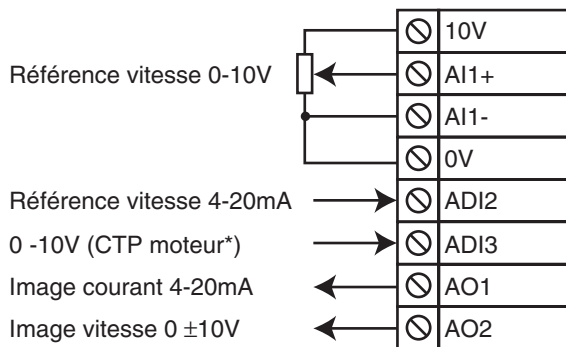 10V
Référence vitesse 0-10V AI1+
AI1-
0V
Référence vitesse 4-20mA ADI2
0 -10V (CTP moteur*) ADI3
Image courant 4-20mA AO1
Image vitesse 0 ±10V AO2